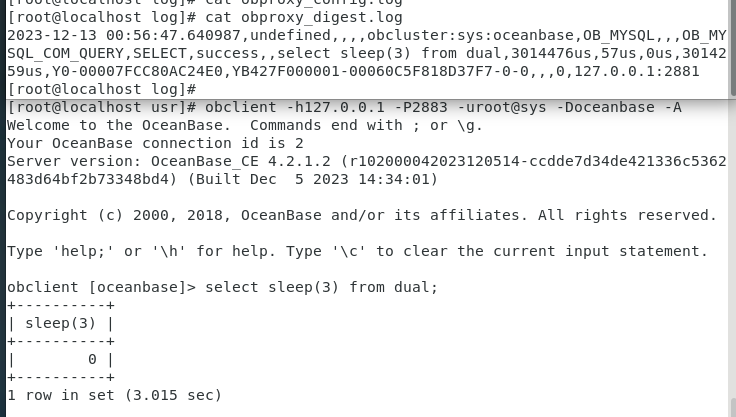 [root@localhost log]# cat obproxy_config.log
[root@localhost log]# cat obproxy_digest.log
2023-12-13 00:56:47.640987,undefined,,,,obcluster:sys:oceanbase,OB_MYSQL,,,OB_MY
SQL_COM_QUERY,SELECT,success,,select sleep(3) from dual,3014476us,57us,0us,30142
59us,Y0-00007FCC80AC24E0,YB427F000001-00060C5F818D37F7-0-0,,,0,127.0.0.1:2881
[root@localhost log]#
[root@localhost usr]# obclient -h127.0.0.1 -P2883 -uroot@sys -Doceanbase -A
Welcome to the OceanBase.  Commands end with ; or \g.
Your OceanBase connection id is 2
Server version: OceanBase_CE 4.2.1.2 (r102000042023120514-ccdde7d34de421336c5362
483d64bf2b73348bd4) (Built Dec  5 2023 14:34:01)
Copyright (c) 2000, 2018, OceanBase and/or its affiliates. All rights reserved.
Type 'help;' or '\h' for help. Type '\c' to clear the current input statement.
obclient [oceanbase]> select sleep(3) from dual;
+----------+
| sleep(3) |
+----------+
|        0 |
+----------+
1 row in set (3.015 sec)